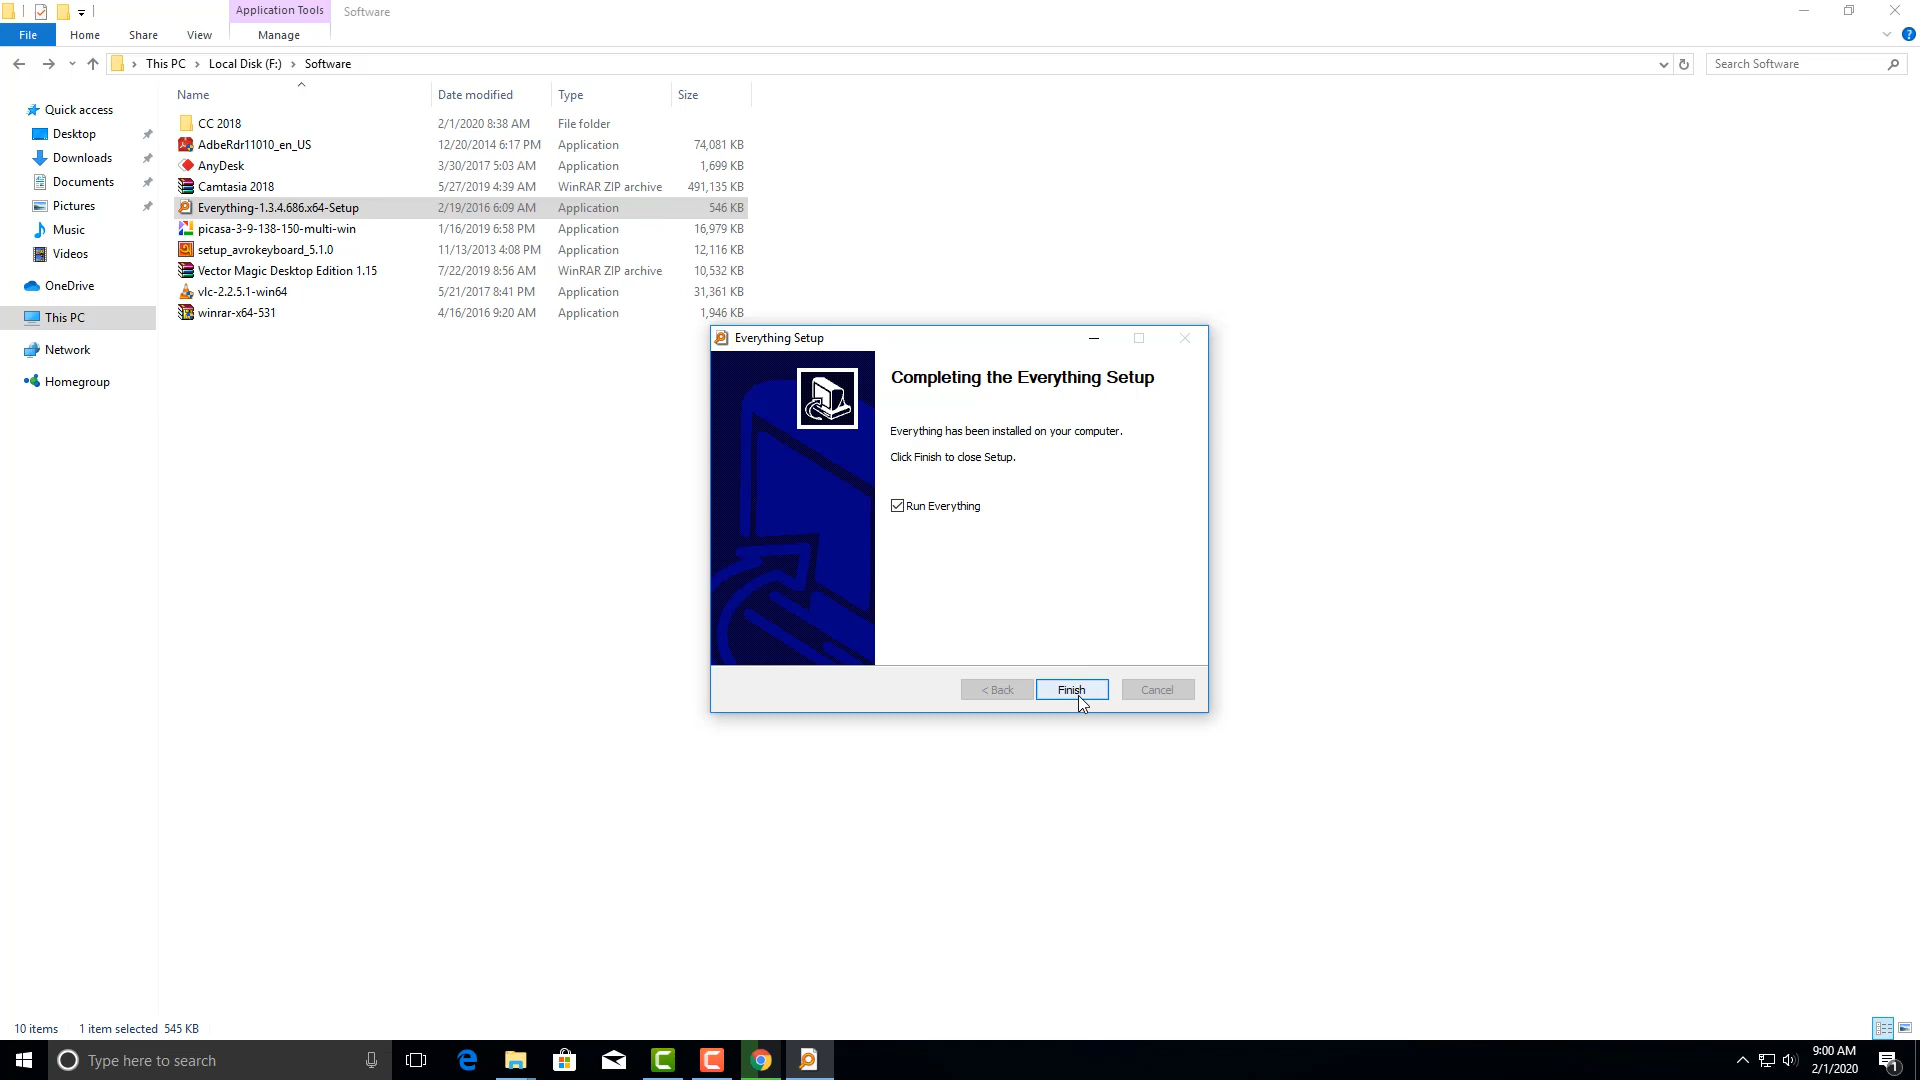 Application Tools
Software
File
Home
Share
View
Manage
This PC
Local Disk (F:)
Software
Search Software
Name
Date modified
Type
Size
Quick access
Desktop
Downloads
Documents
Pictures
Music
Videos
OneDrive
This PC
Network
Homegroup
CC 2018 2/1/2020 8:38 AM File folder
AdbeRdr11010_en_US 12/20/2014 6:17 PM Application 74,081 KB
AnyDesk 3/30/2017 5:03 AM Application 1,699 KB
Camtasia 2018 5/27/2019 4:39 AM WinRAR ZIP archive 491,135 KB
Everything-1.3.4.686.x64-Setup 2/19/2016 6:09 AM Application 546 KB
picasa-3-9-138-150-multi-win 1/16/2019 6:58 PM Application 16,979 KB
setup_avrokeyboard_5.1.0 11/13/2013 4:08 PM Application 12,116 KB
Vector Magic Desktop Edition 1.15 7/22/2019 8:56 AM WinRAR ZIP archive 10,532 KB
vlc-2.2.5.1-win64 5/21/2017 8:41 PM Application 31,361 KB
winrar-x64-531 4/16/2016 9:20 AM Application 1,946 KB
Everything Setup
Completing the Everything Setup
Everything has been installed on your computer.
Click Finish to close Setup.
Run Everything
< Back
Finish
Cancel
10 items 1 item selected 545 KB
Type here to search
9:00 AM
2/1/2020
1